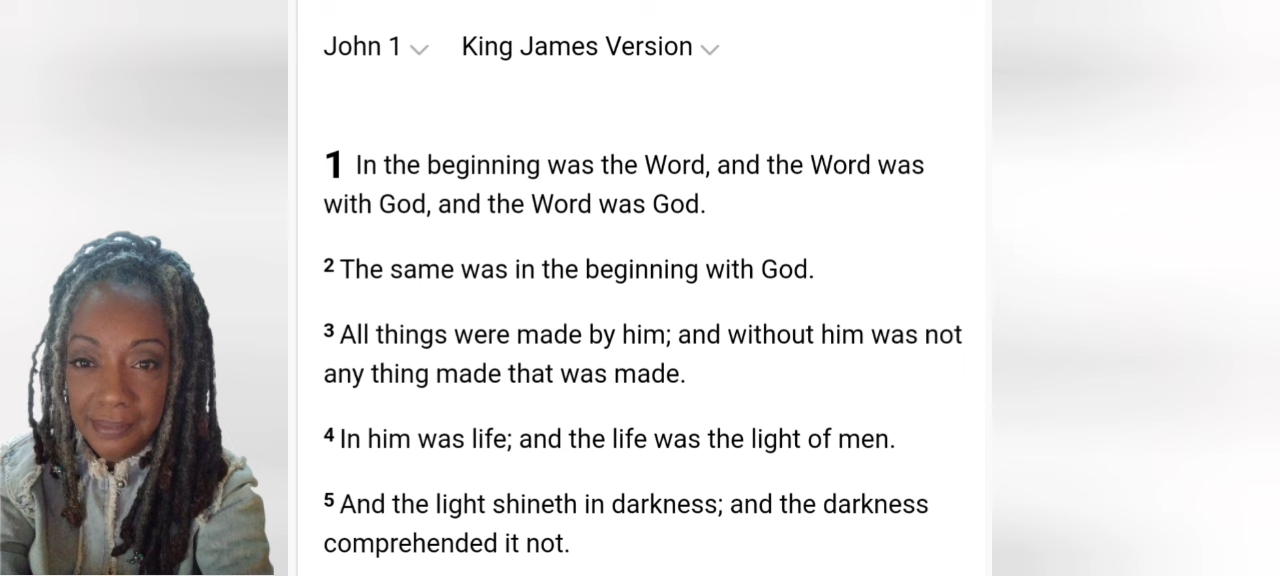 John 1 King James Version
1 In the beginning was the Word, and the Word was
with God, and the Word was God.
2 The same was in the beginning with God.
3 All things were made by him; and without him was not
any thing made that was made.
4 In him was life; and the life was the light of men.
5 And the light shineth in darkness; and the darkness
comprehended it not.